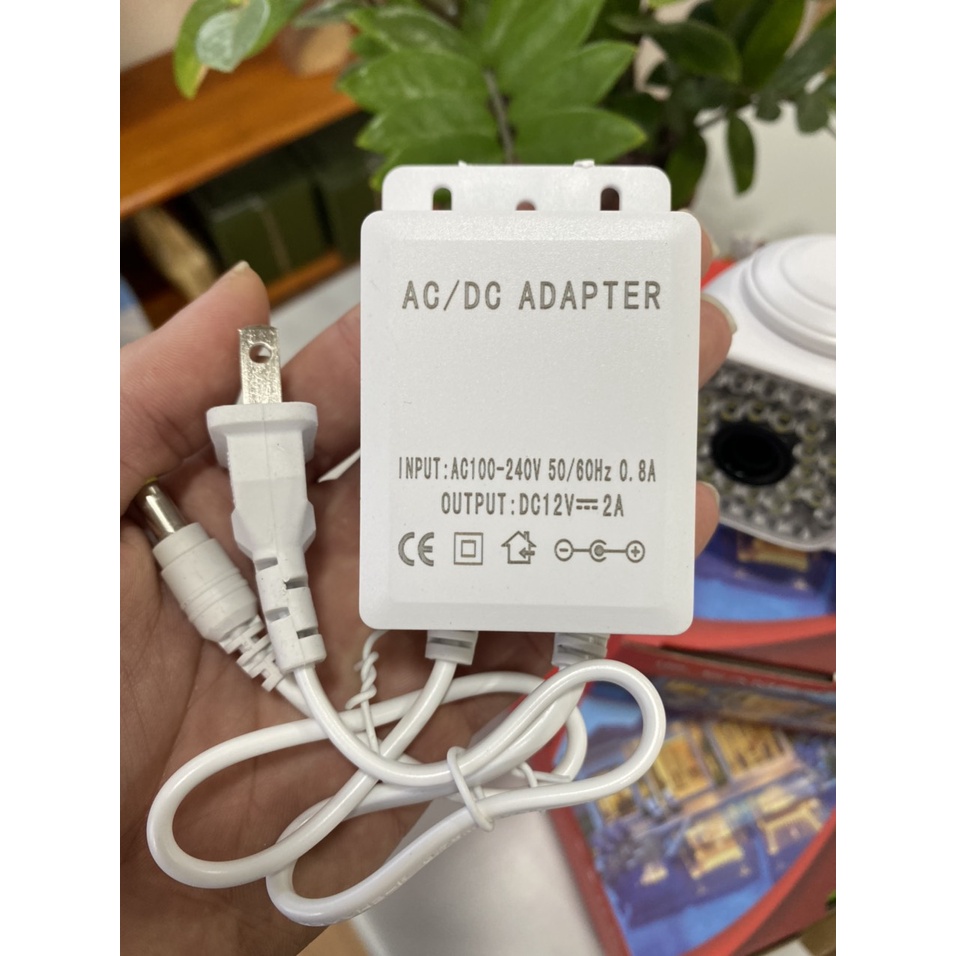 AC/DC ADAPTER
INPUT:AC100-240V 50/60Hz 0.8A
OUTPUT:DC12V⎓2A
CE